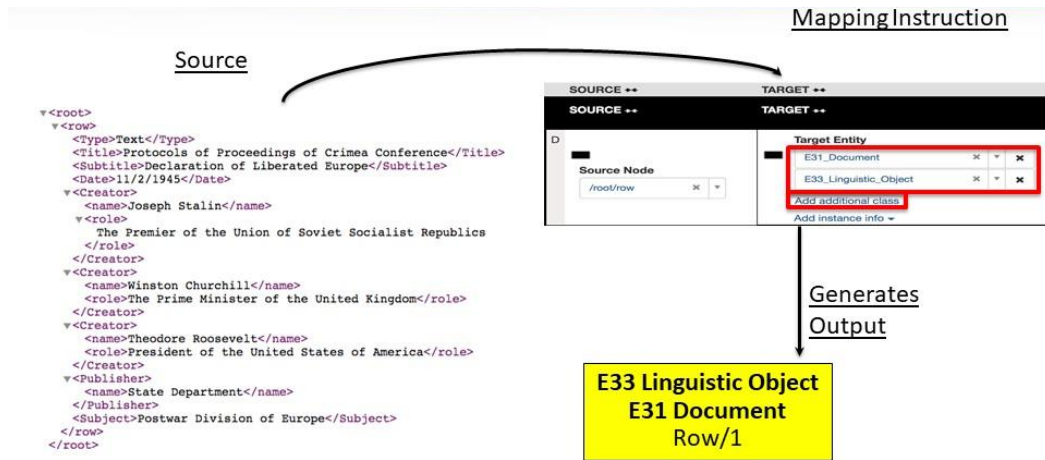 Mapping Instruction
Source
▼<root>
▼<row>
<Type>Text</Type>
<Title>Protocols of Proceedings of Crimea Conference</Title>
<Subtitle>Declaration of Liberated Europe</Subtitle>
<Date>11/2/1945</Date>
▼<Creator>
<name>Joseph Stalin</name>
▼<role>
The Premier of the Union of Soviet Socialist Republics
</role>
</Creator>
▼<Creator>
<name>Winston Churchill</name>
<role>The Prime Minister of the United Kingdom</role>
</Creator>
▼<Creator>
<name>Theodore Roosevelt</name>
<role>President of the United States of America</role>
</Creator>
▼<Publisher>
<name>State Department</name>
</Publisher>
<Subject>Postwar Division of Europe</Subject>
</row>
</root>
SOURCE ↔ TARGET ↔
SOURCE ↔ TARGET ↔
D
Source Node
/root/row
Target Entity
E31_Document
E33_Linguistic_Object
Add additional class
Add instance info
Generates
Output
E33 Linguistic Object
E31 Document
Row/1